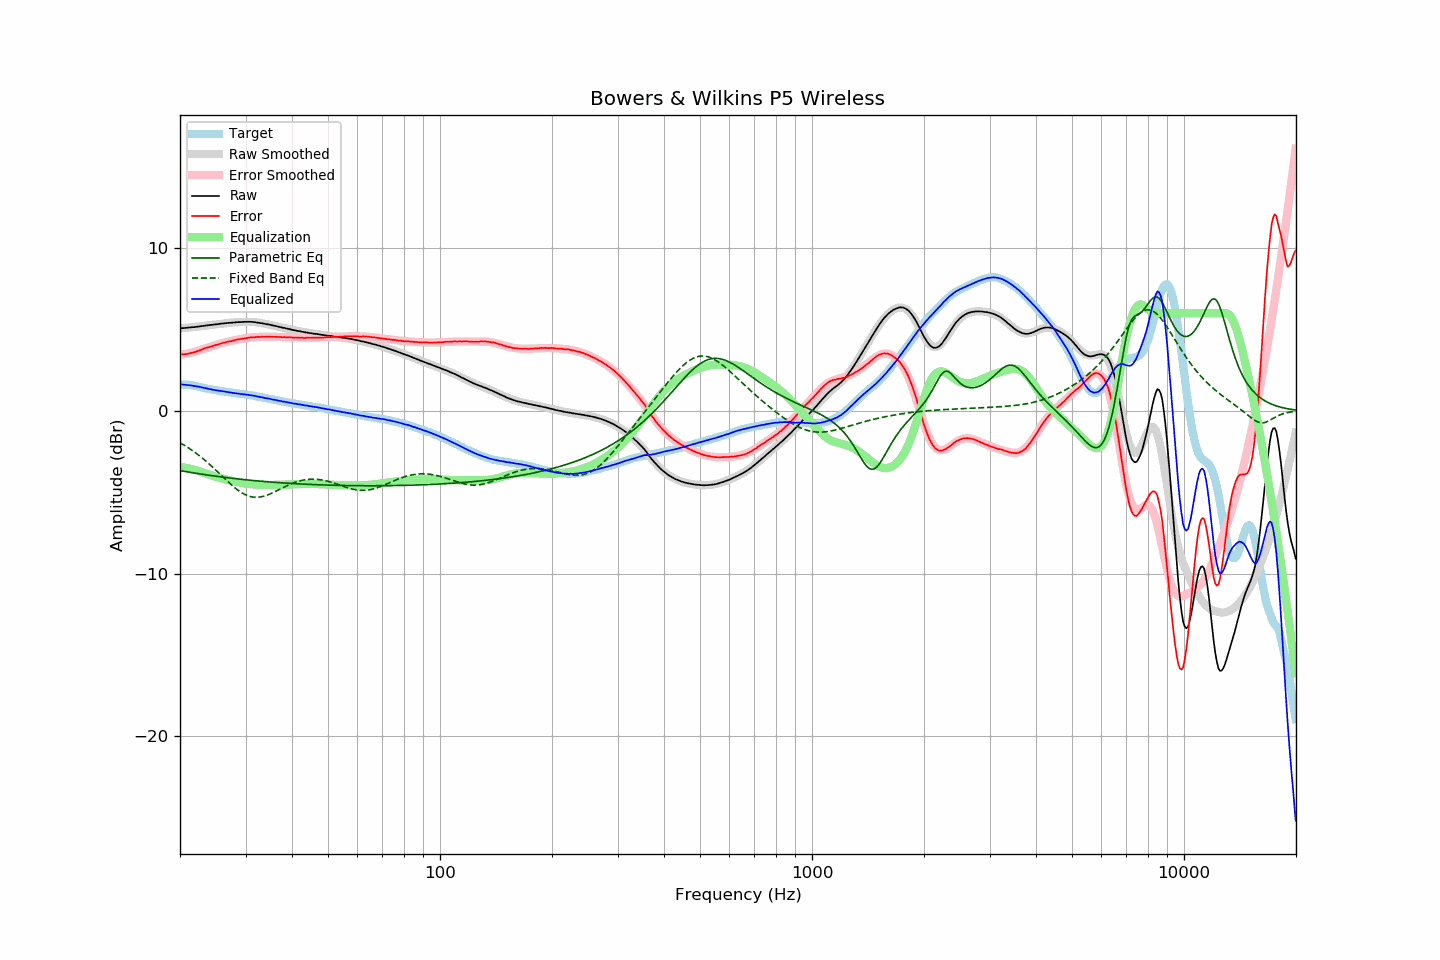 Bowers & Wilkins P5 Wireless
Target
Raw Smoothed
Error Smoothed
Raw
Error
Equalization
Parametric Eq
Fixed Band Eq
Equalized
10
0
−10
−20
Amplitude (dBr)
100
1000
10000
Frequency (Hz)